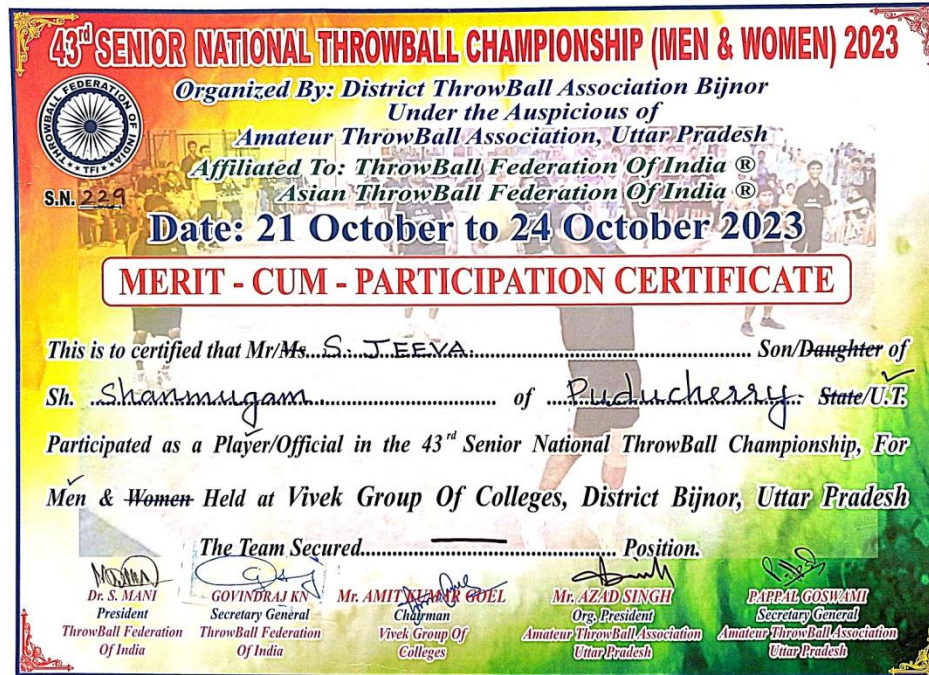 43rd SENIOR NATIONAL THROWBALL CHAMPIONSHIP (MEN & WOMEN) 2023
Organized By: District ThrowBall Association Bijnor
Under the Auspicious of
Amateur ThrowBall Association, Uttar Pradesh
THROWBALL FEDERATION OF INDIA
TFI
Affiliated To: ThrowBall Federation Of India ®
S.N. 229 Asian ThrowBall Federation Of India ®
Date: 21 October to 24 October 2023
MERIT - CUM - PARTICIPATION CERTIFICATE
This is to certified that Mr/Ms...S. JEEVA............ Son/Daughter of
Sh. ...Shanmugam............ of ...Puducherry.... State/U.T.
Participated as a Player/Official in the 43rd Senior National ThrowBall Championship, For
Men & Women Held at Vivek Group Of Colleges, District Bijnor, Uttar Pradesh
The Team Secured............—............ Position.
Dr. S. MANI GOVINDRAJ KN Mr. AMIT KUMAR GOEL Mr. AZAD SINGH PAPPAL GOSWAMI
President Secretary General Chairman Org. President Secretary General
ThrowBall Federation ThrowBall Federation Vivek Group Of Amateur ThrowBall Association Amateur ThrowBall Association
Of India Of India Colleges Uttar Pradesh Uttar Pradesh